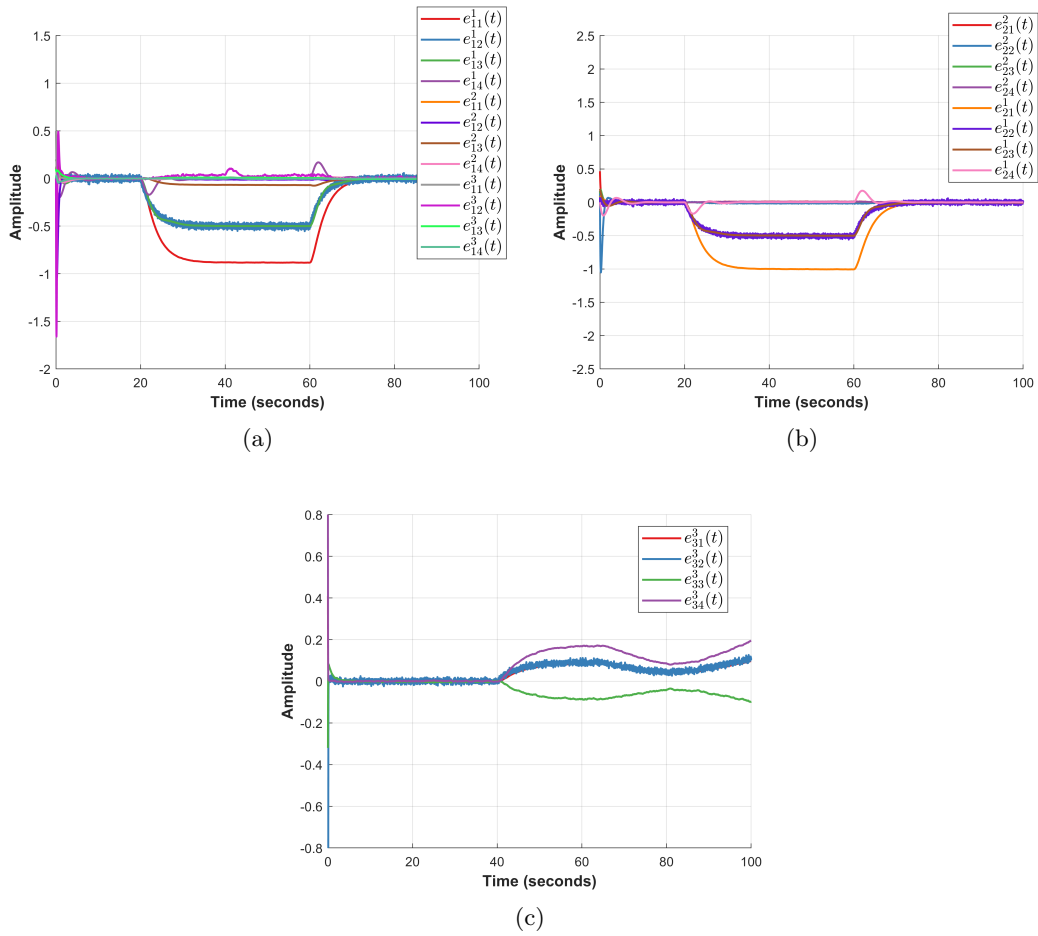 1.5
1
0.5
0
-0.5
-1
-1.5
-2
0 20 40 60 80 100
Amplitude
Time (seconds)
e^1_{11}(t)
e^1_{12}(t)
e^1_{13}(t)
e^1_{14}(t)
e^2_{11}(t)
e^2_{12}(t)
e^2_{13}(t)
e^2_{14}(t)
e^3_{11}(t)
e^3_{12}(t)
e^3_{13}(t)
e^3_{14}(t)
(a)
2.5
2
1.5
1
0.5
0
-0.5
-1
-1.5
-2
-2.5
0 20 40 60 80 100
Amplitude
Time (seconds)
e^2_{21}(t)
e^2_{22}(t)
e^2_{23}(t)
e^2_{24}(t)
e^1_{21}(t)
e^1_{22}(t)
e^1_{23}(t)
e^1_{24}(t)
(b)
0.8
0.6
0.4
0.2
0
-0.2
-0.4
-0.6
-0.8
0 20 40 60 80 100
Amplitude
Time (seconds)
e^3_{31}(t)
e^3_{32}(t)
e^3_{33}(t)
e^3_{34}(t)
(c)